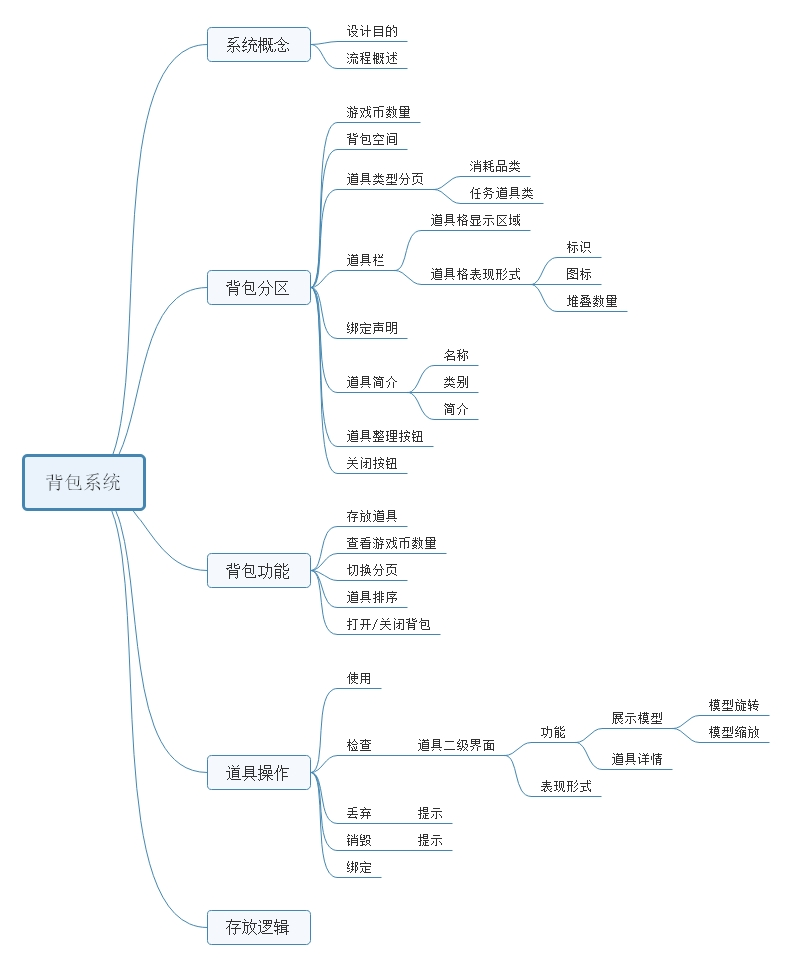 背包系统
系统概念
设计目的
流程概述
背包分区
游戏币数量
背包空间
道具类型分页
消耗品类
任务道具类
道具栏
道具格显示区域
道具格表现形式
标识
图标
堆叠数量
绑定声明
道具简介
名称
类别
简介
道具整理按钮
关闭按钮
背包功能
存放道具
查看游戏币数量
切换分页
道具排序
打开/关闭背包
道具操作
使用
检查
道具二级界面
功能
展示模型
模型旋转
模型缩放
道具详情
表现形式
丢弃
提示
销毁
提示
绑定
存放逻辑